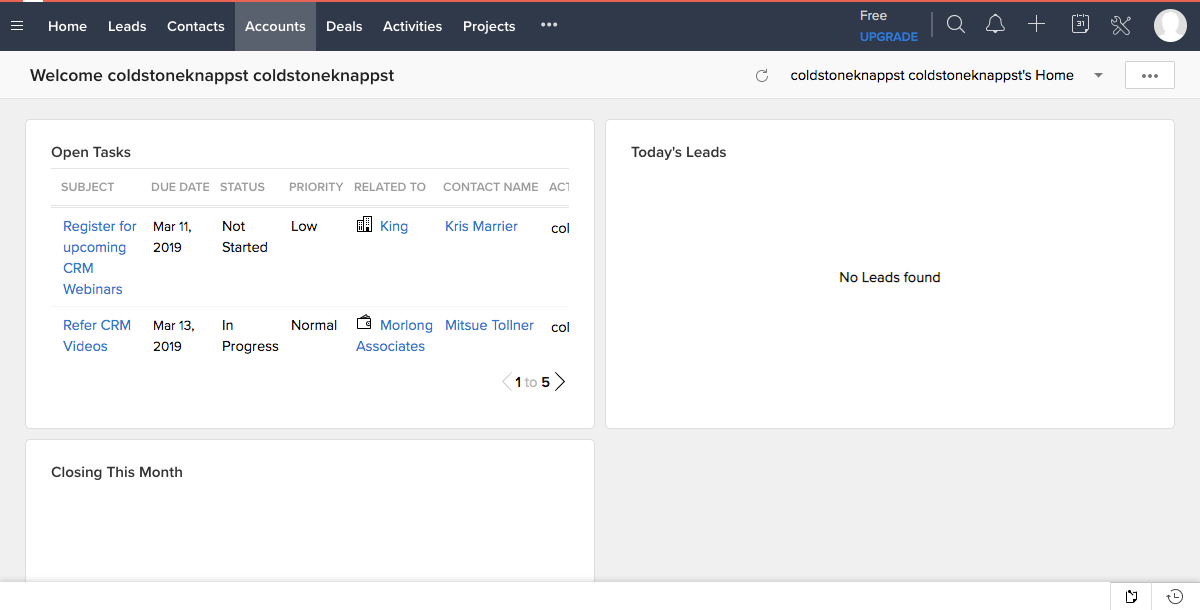 Home Leads Contacts Accounts Deals Activities Projects ••• Free
UPGRADE
31
Welcome coldstoneknappst coldstoneknappst
coldstoneknappst coldstoneknappst's Home
•••
Open Tasks
SUBJECT DUE DATE STATUS PRIORITY RELATED TO CONTACT NAME ACT
Register for Mar 11, Not Low King Kris Marrier col
upcoming 2019 Started
CRM
Webinars
Refer CRM Mar 13, In Normal Morlong Mitsue Tollner col
Videos 2019 Progress Associates
1 to 5
Today's Leads
No Leads found
Closing This Month